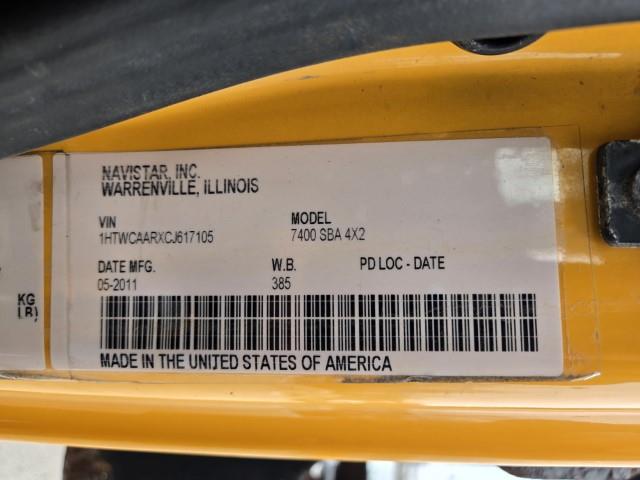 NAVISTAR, INC.
WARRENVILLE, ILLINOIS
VIN MODEL
1HTWCAARXCJ617105 7400 SBA 4X2
DATE MFG. W.B. PD LOC - DATE
05-2011 385
KG
LB)
MADE IN THE UNITED STATES OF AMERICA